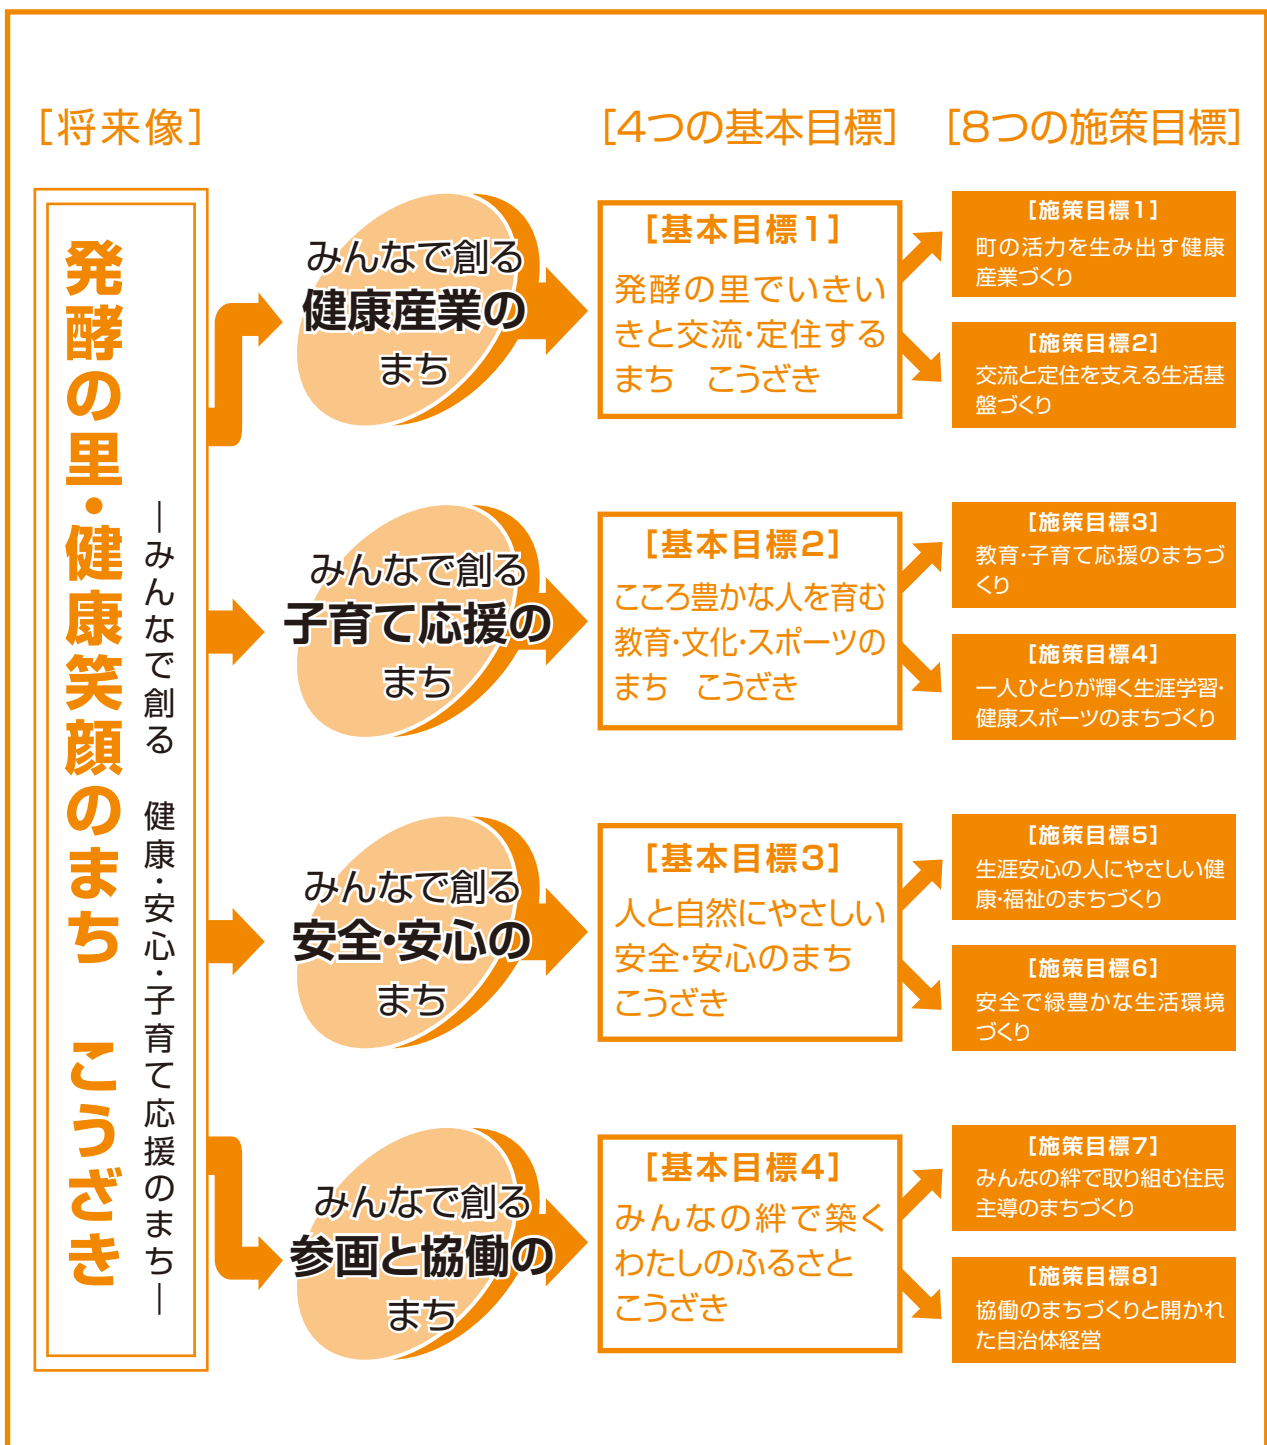 [将来像]
発酵の里・健康笑顔のまち　こうざき
―みんなで創る　健康・安心・子育て応援のまち―
みんなで創る
健康産業の
まち
みんなで創る
子育て応援の
まち
みんなで創る
安全・安心の
まち
みんなで創る
参画と協働の
まち
[4つの基本目標]
[基本目標1]
発酵の里でいきい
きと交流・定住する
まち　こうざき
[基本目標2]
こころ豊かな人を育む
教育・文化・スポーツの
まち　こうざき
[基本目標3]
人と自然にやさしい
安全・安心のまち
こうざき
[基本目標4]
みんなの絆で築く
わたしのふるさと
こうざき
[8つの施策目標]
[施策目標1]
町の活力を生み出す健康
産業づくり
[施策目標2]
交流と定住を支える生活基
盤づくり
[施策目標3]
教育・子育て応援のまちづ
くり
[施策目標4]
一人ひとりが輝く生涯学習・
健康スポーツのまちづくり
[施策目標5]
生涯安心の人にやさしい健
康・福祉のまちづくり
[施策目標6]
安全で緑豊かな生活環境
づくり
[施策目標7]
みんなの絆で取り組む住民
主導のまちづくり
[施策目標8]
協働のまちづくりと開かれ
た自治体経営